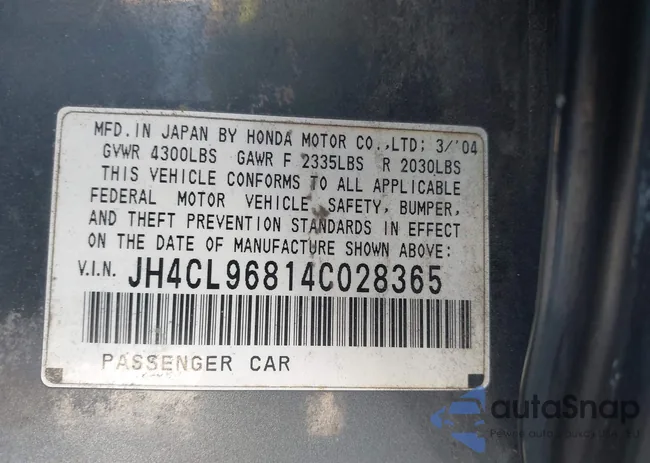 MFD. IN JAPAN BY HONDA MOTOR CO.,LTD; 3/'04
GVWR 4300LBS GAWR F 2335LBS R 2030LBS
THIS VEHICLE CONFORMS TO ALL APPLICABLE
FEDERAL MOTOR VEHICLE SAFETY, BUMPER,
AND THEFT PREVENTION STANDARDS IN EFFECT
ON THE DATE OF MANUFACTURE SHOWN ABOVE:
V.I.N. JH4CL96814C028365
PASSENGER CAR
autoSnap